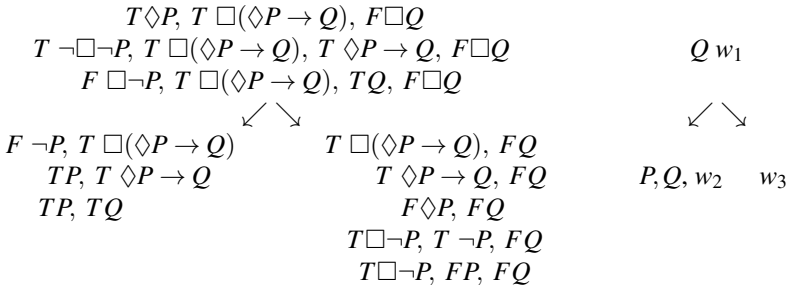 T◊P, T □(◊P → Q), F□Q
T ¬□¬P, T □(◊P → Q), T ◊P → Q, F□Q
Q w₁
F □¬P, T □(◊P → Q), TQ, F□Q
↙ ↘
↙ ↘
F ¬P, T □(◊P → Q)
T □(◊P → Q), FQ
TP, T ◊P → Q
T ◊P → Q, FQ
P, Q, w₂ w₃
TP, TQ
F◊P, FQ
T□¬P, T ¬P, FQ
T□¬P, FP, FQ